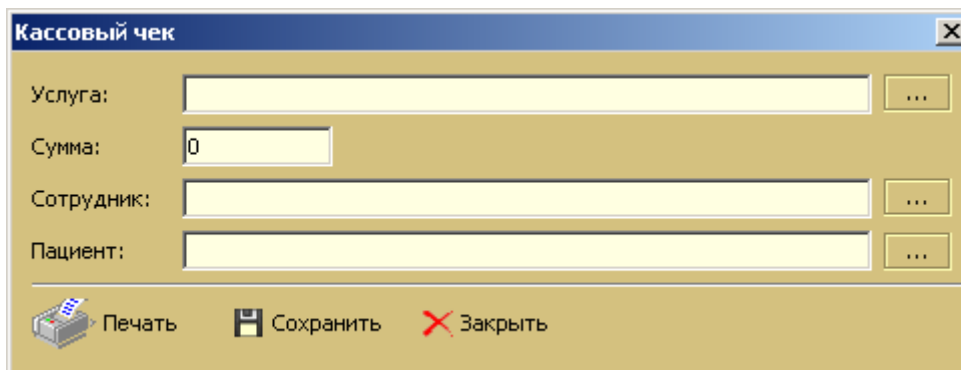 Кассовый чек
Услуга: ...
Сумма: 0
Сотрудник: ...
Пациент: ...
Печать Сохранить Закрыть